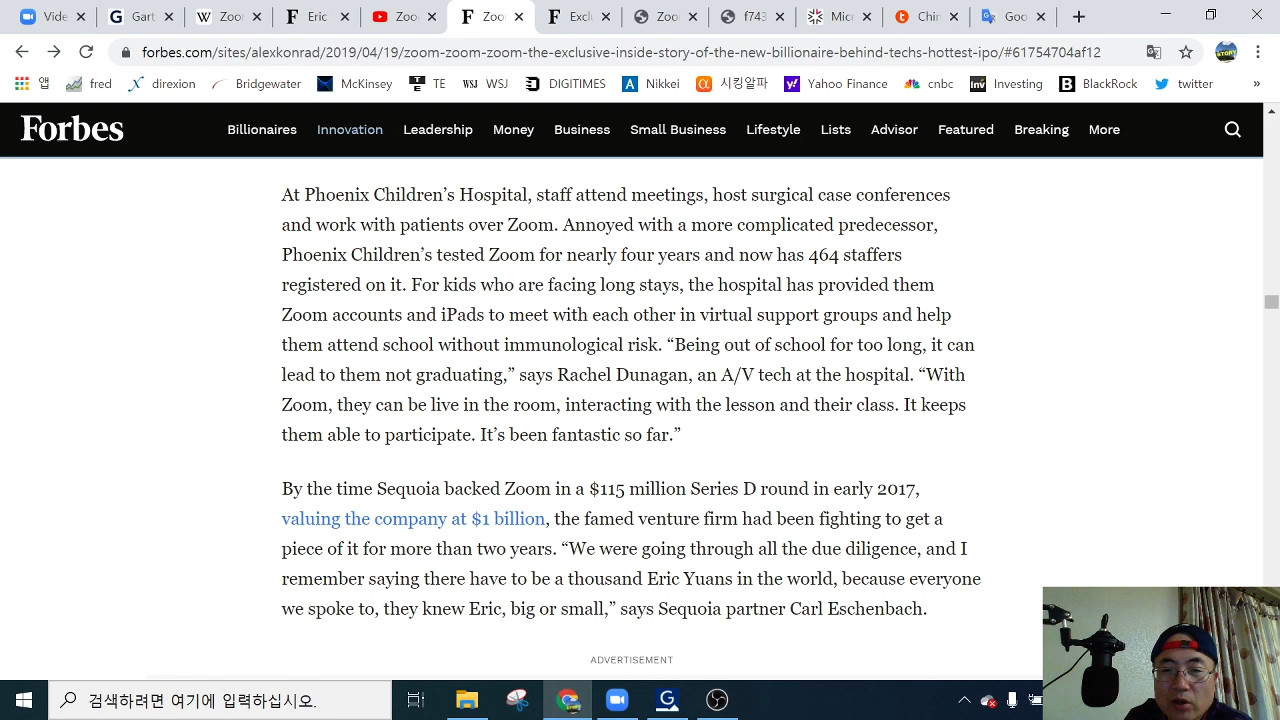 Vide
Gart
Zoo
Eric
Zoo
Zoo
Exclu
Zoo
f743
Micr
Chin
Goo
forbes.com/sites/alexkonrad/2019/04/19/zoom-zoom-zoom-the-exclusive-inside-story-of-the-new-billionaire-behind-techs-hottest-ipo/#61754704af12
앱 fred direxion Bridgewater McKinsey TE WSJ WSJ DIGITIMES Nikkei 시킹알파 Yahoo Finance cnbc Investing BlackRock twitter »
Forbes Billionaires Innovation Leadership Money Business Small Business Lifestyle Lists Advisor Featured Breaking More
At Phoenix Children’s Hospital, staff attend meetings, host surgical case conferences
and work with patients over Zoom. Annoyed with a more complicated predecessor,
Phoenix Children’s tested Zoom for nearly four years and now has 464 staffers
registered on it. For kids who are facing long stays, the hospital has provided them
Zoom accounts and iPads to meet with each other in virtual support groups and help
them attend school without immunological risk. “Being out of school for too long, it can
lead to them not graduating,” says Rachel Dunagan, an A/V tech at the hospital. “With
Zoom, they can be live in the room, interacting with the lesson and their class. It keeps
them able to participate. It’s been fantastic so far.”
By the time Sequoia backed Zoom in a $115 million Series D round in early 2017,
valuing the company at $1 billion, the famed venture firm had been fighting to get a
piece of it for more than two years. “We were going through all the due diligence, and I
remember saying there have to be a thousand Eric Yuans in the world, because everyone
we spoke to, they knew Eric, big or small,” says Sequoia partner Carl Eschenbach.
ADVERTISEMENT
검색하려면 여기에 입력하십시오.